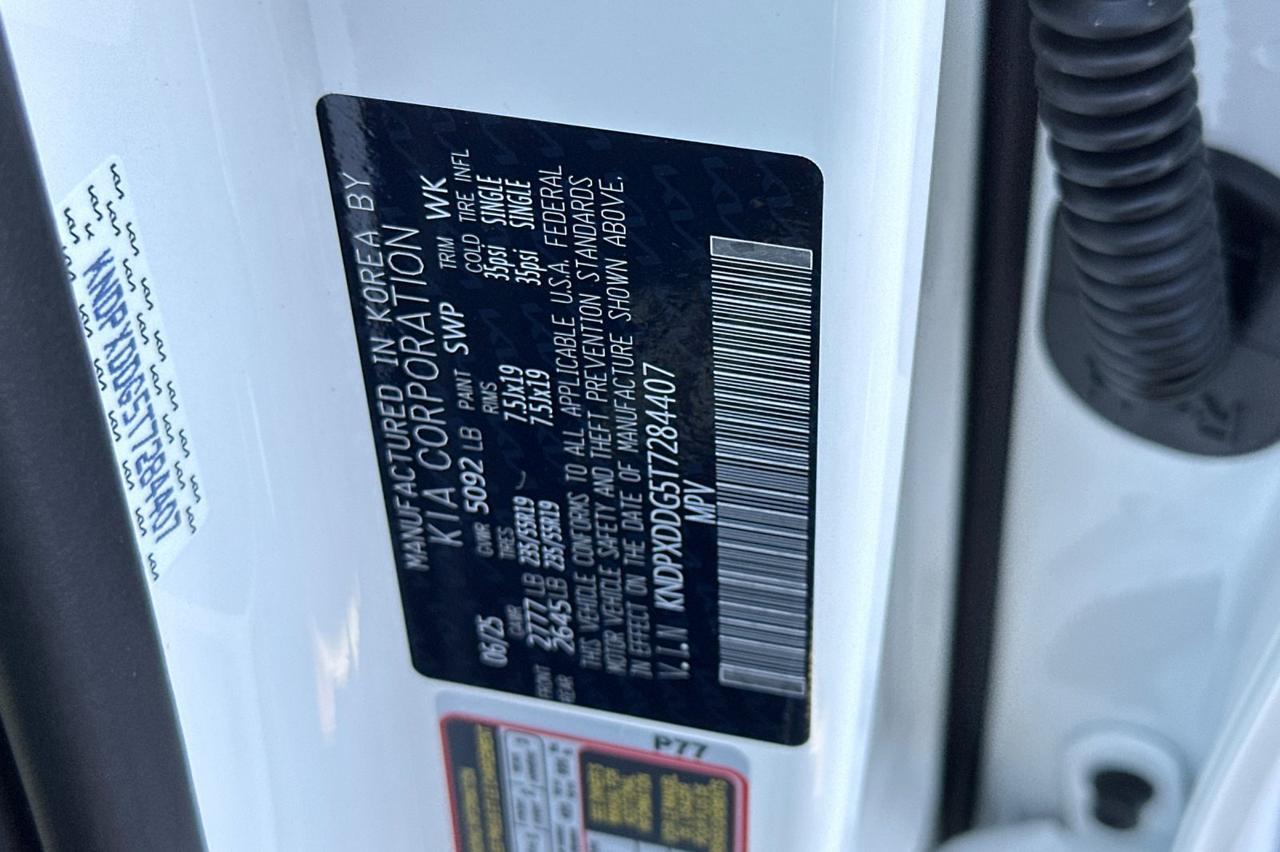 KNDPXDDG5T7284407
MANUFACTURED IN KOREA BY
KIA CORPORATION
06/25 GVWR 5092 LB PAINT SWP TRIM WK
GAWR TIRES RIMS COLD TIRE INFL
FRONT 2777 LB 235/55R19 7.5Jx19 35psi SINGLE
REAR 2645 LB 235/55R19 7.5Jx19 35psi SINGLE
THIS VEHICLE CONFORMS TO ALL APPLICABLE U.S.A. FEDERAL
MOTOR VEHICLE SAFETY AND THEFT PREVENTION STANDARDS
IN EFFECT ON THE DATE OF MANUFACTURE SHOWN ABOVE.
V.I.N KNDPXDDG5T7284407
MPV
P77